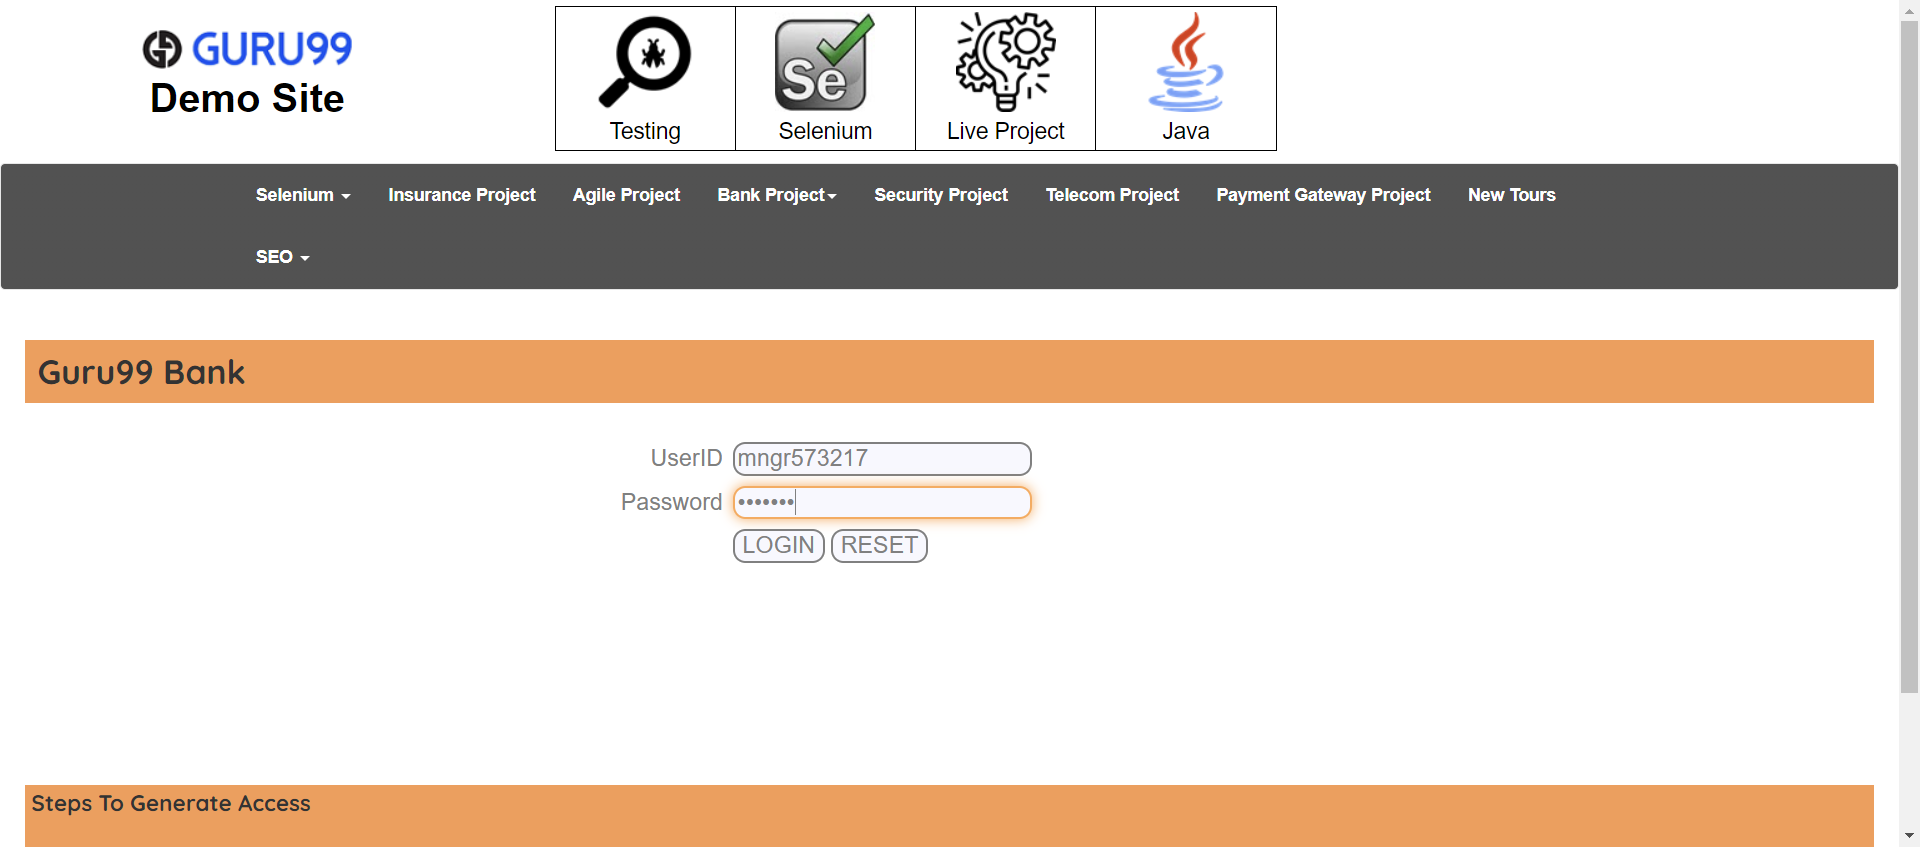 GURU99
Demo Site
Se
Testing
Selenium
Live Project
Java
Selenium
Insurance Project
Agile Project
Bank Project
Security Project
Telecom Project
Payment Gateway Project
New Tours
SEO
Guru99 Bank
UserID mngr573217
Password •••••••
LOGIN RESET
Steps To Generate Access